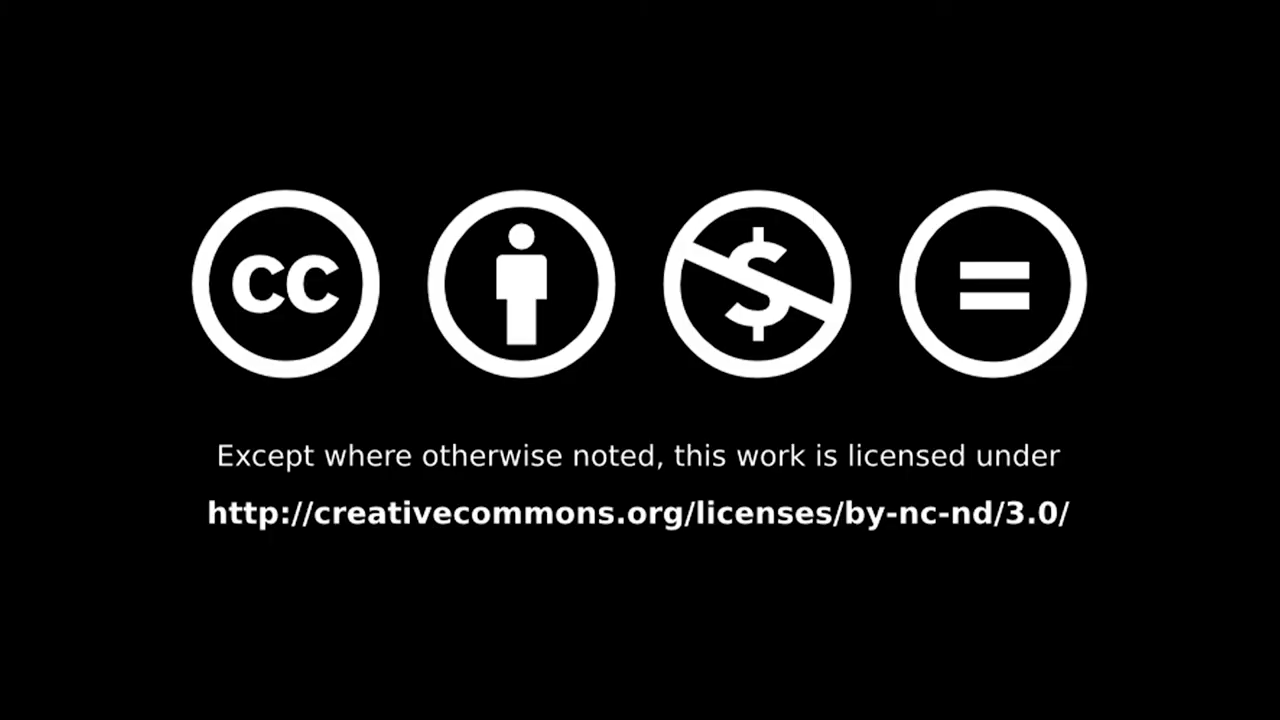 cc $ =
Except where otherwise noted, this work is licensed under
http://creativecommons.org/licenses/by-nc-nd/3.0/